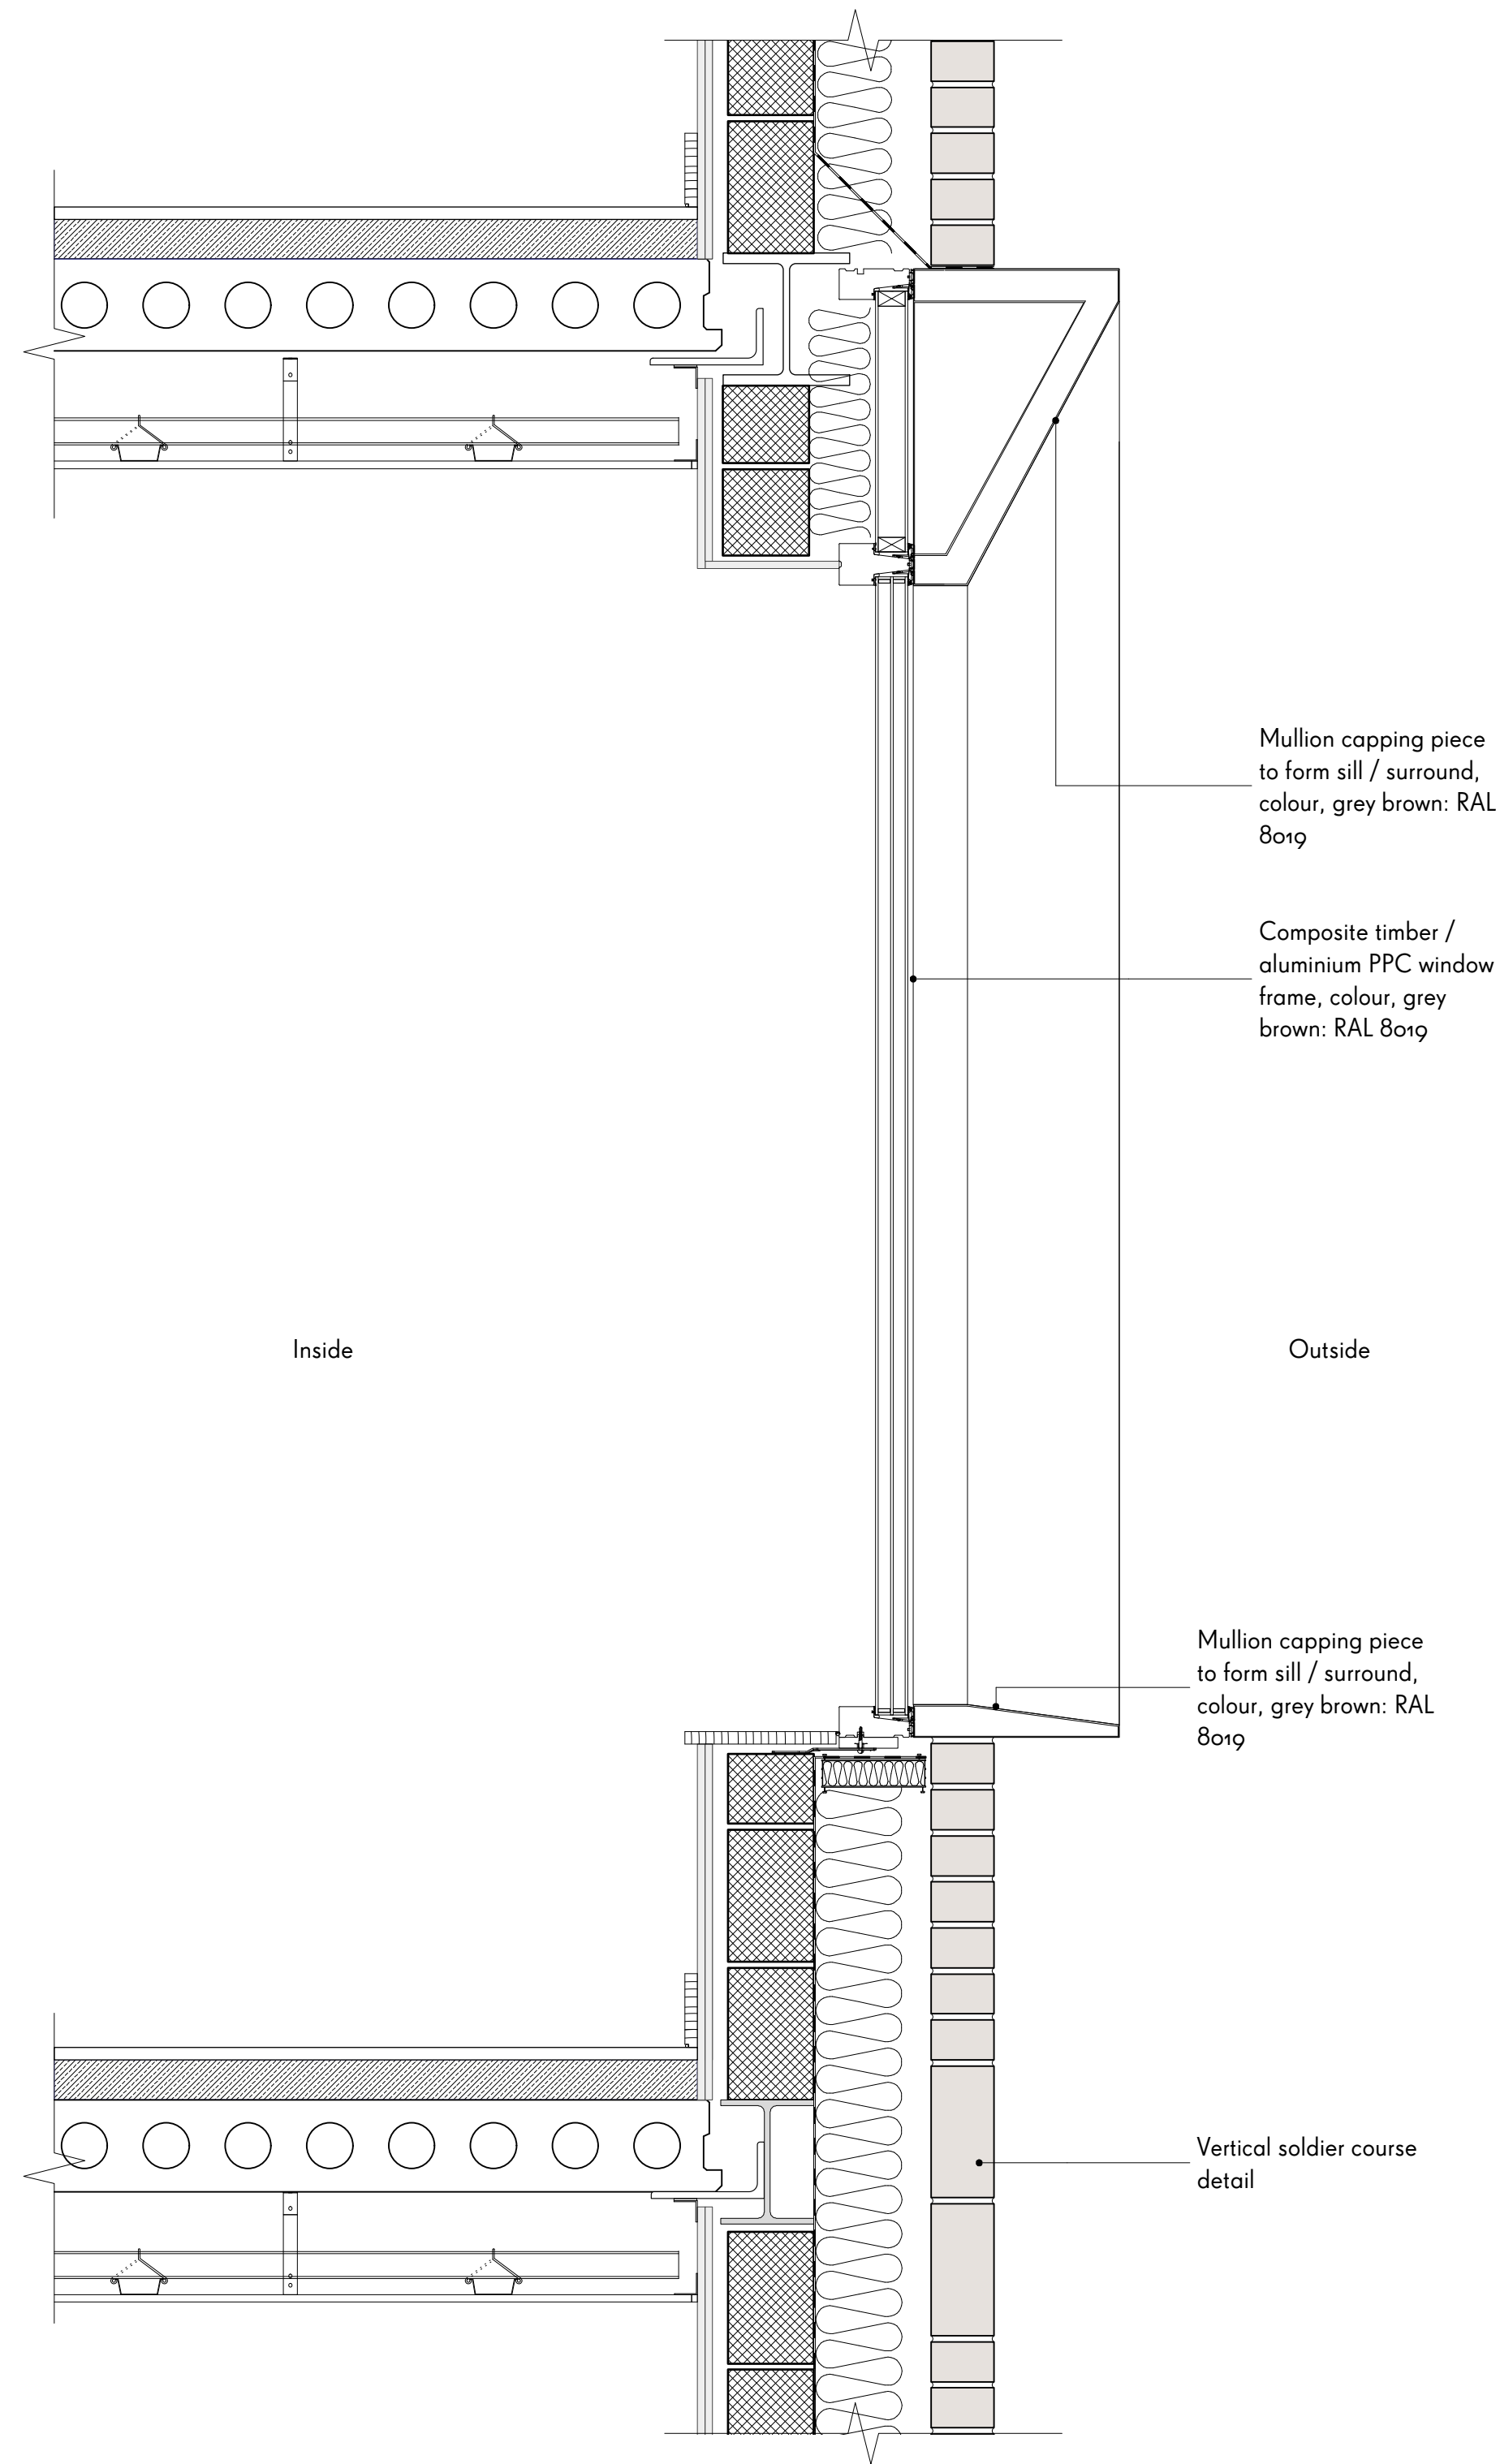 Mullion capping piece
to form sill / surround,
colour, grey brown: RAL
8019
Composite timber /
aluminium PPC window
frame, colour, grey
brown: RAL 8019
Inside
Outside
Mullion capping piece
to form sill / surround,
colour, grey brown: RAL
8019
Vertical soldier course
detail